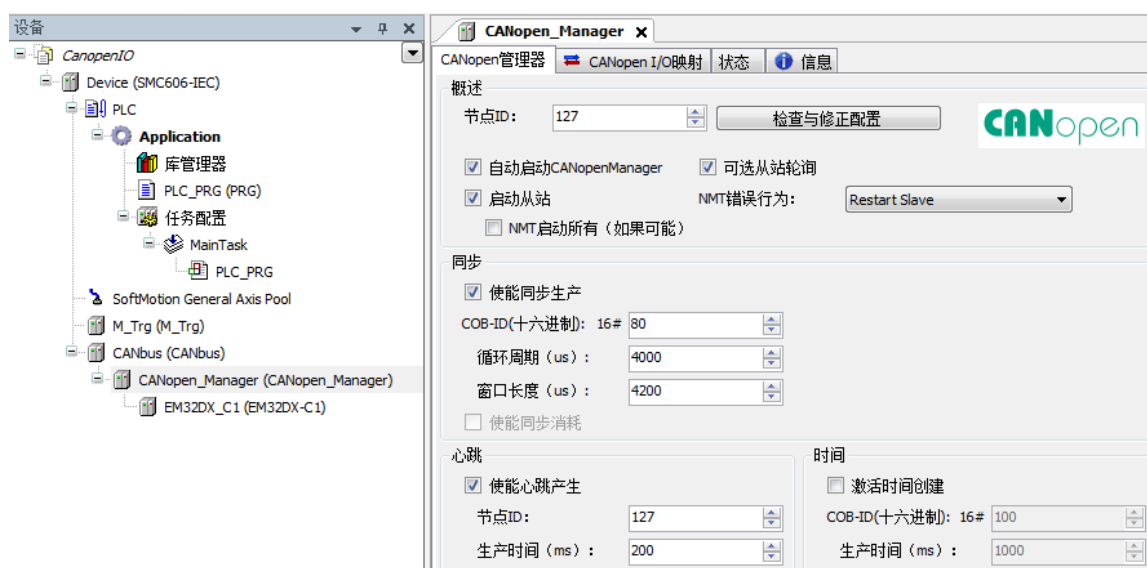 设备
CanopenIO
Device (SMC606-IEC)
PLC
Application
库管理器
PLC_PRG (PRG)
任务配置
MainTask
PLC_PRG
SoftMotion General Axis Pool
M_Trg (M_Trg)
CANbus (CANbus)
CANopen_Manager (CANopen_Manager)
EM32DX_C1 (EM32DX-C1)
CANopen_Manager
CANopen管理器 CANopen I/O映射 状态 信息
概述
节点ID: 127 检查与修正配置 CANopen
自动启动CANopenManager 可选从站轮询
启动从站 NMT错误行为: Restart Slave
NMT启动所有（如果可能）
同步
使能同步生产
COB-ID(十六进制): 16# 80
循环周期（us）: 4000
窗口长度（us）: 4200
使能同步消耗
心跳
使能心跳产生
节点ID: 127
生产时间（ms）: 200
时间
激活时间创建
COB-ID(十六进制): 16# 100
生产时间（ms）: 1000